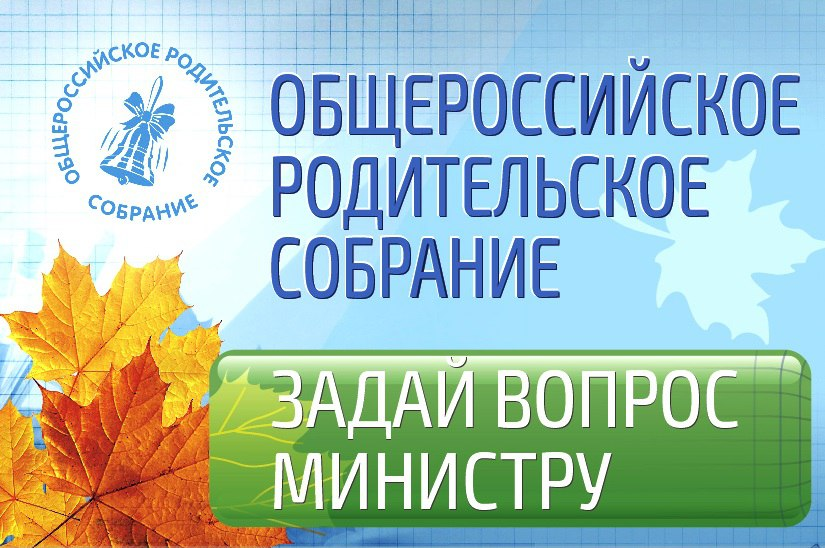 ОБЩЕРОССИЙСКОЕ РОДИТЕЛЬСКОЕ
СОБРАНИЕ
ОБЩЕРОССИЙСКОЕ
РОДИТЕЛЬСКОЕ
СОБРАНИЕ
ЗАДАЙ ВОПРОС
МИНИСТРУ